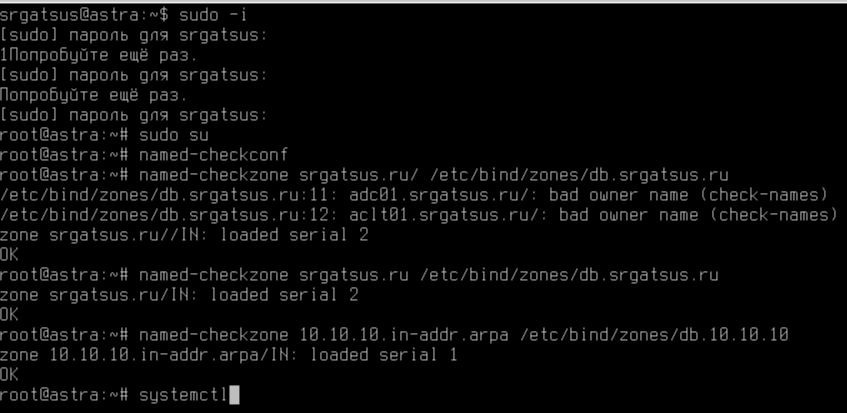 srgatsus@astra:~$ sudo -i
[sudo] пароль для srgatsus:
1Попробуйте ещё раз.
[sudo] пароль для srgatsus:
Попробуйте ещё раз.
[sudo] пароль для srgatsus:
root@astra:~# sudo su
root@astra:~# named-checkconf
root@astra:~# named-checkzone srgatsus.ru/ /etc/bind/zones/db.srgatsus.ru
/etc/bind/zones/db.srgatsus.ru:11: adc01.srgatsus.ru/: bad owner name (check-names)
/etc/bind/zones/db.srgatsus.ru:12: aclt01.srgatsus.ru/: bad owner name (check-names)
zone srgatsus.ru//IN: loaded serial 2
OK
root@astra:~# named-checkzone srgatsus.ru /etc/bind/zones/db.srgatsus.ru
zone srgatsus.ru/IN: loaded serial 2
OK
root@astra:~# named-checkzone 10.10.10.in-addr.arpa /etc/bind/zones/db.10.10.10
zone 10.10.10.in-addr.arpa/IN: loaded serial 1
OK
root@astra:~# systemctl